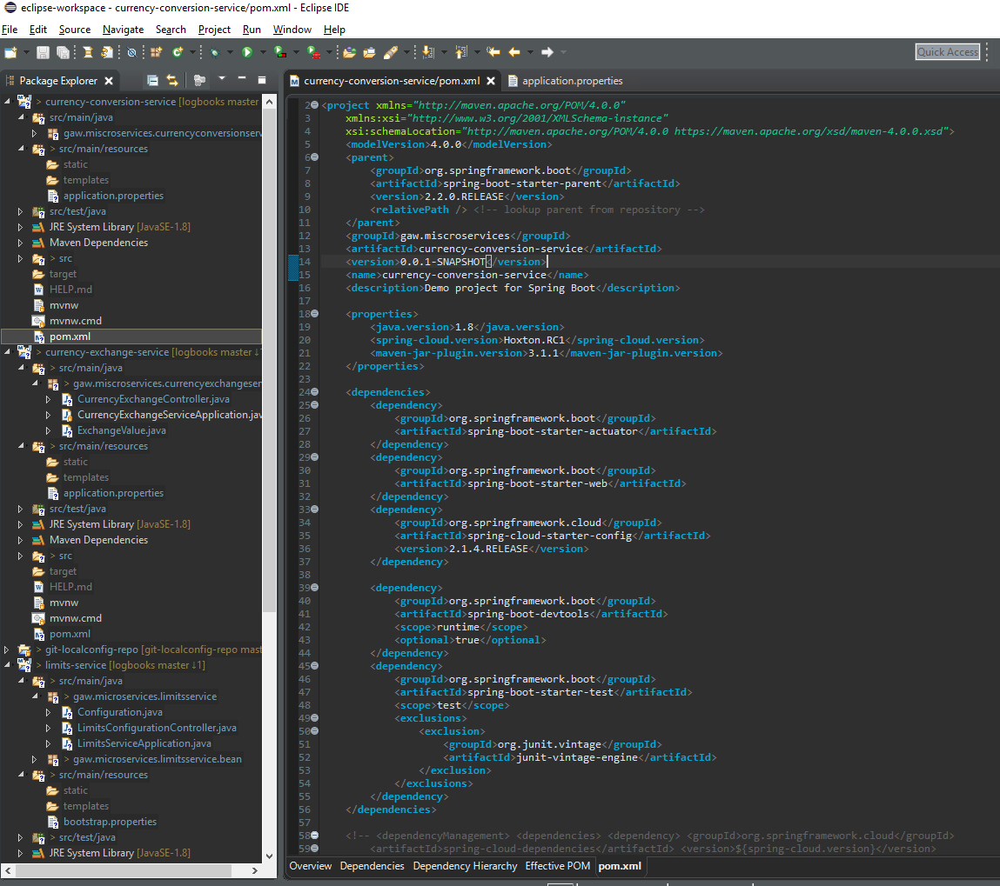 eclipse-workspace - currency-conversion-service/pom.xml - Eclipse IDE
File Edit Source Navigate Search Project Run Window Help
Quick Access
Package Explorer
> currency-conversion-service [logbooks master
> src/main/java
gaw.miscroservices.currencyconversionserv
> src/main/resources
static
templates
application.properties
src/test/java
JRE System Library [JavaSE-1.8]
Maven Dependencies
> src
target
HELP.md
mvnw
mvnw.cmd
pom.xml
> currency-exchange-service [logbooks master ↓1
> src/main/java
> gaw.miscroservices.currencyexchangeser
CurrencyExchangeController.java
CurrencyExchangeServiceApplication.jav
ExchangeValue.java
> src/main/resources
static
templates
application.properties
src/test/java
JRE System Library [JavaSE-1.8]
Maven Dependencies
> src
target
HELP.md
mvnw
mvnw.cmd
pom.xml
> git-localconfig-repo [git-localconfig-repo mast
> limits-service [logbooks master ↓1]
> src/main/java
> gaw.microservices.limitsservice
Configuration.java
LimitsConfigurationController.java
LimitsServiceApplication.java
> gaw.microservices.limitsservice.bean
> src/main/resources
static
templates
bootstrap.properties
> src/test/java
JRE System Library [JavaSE-1.8]
currency-conversion-service/pom.xml application.properties
2 <project xmlns="http://maven.apache.org/POM/4.0.0"
3 xmlns:xsi="http://www.w3.org/2001/XMLSchema-instance"
4 xsi:schemaLocation="http://maven.apache.org/POM/4.0.0 https://maven.apache.org/xsd/maven-4.0.0.xsd">
5 <modelVersion>4.0.0</modelVersion>
6 <parent>
7 <groupId>org.springframework.boot</groupId>
8 <artifactId>spring-boot-starter-parent</artifactId>
9 <version>2.2.0.RELEASE</version>
10 <relativePath /> <!-- lookup parent from repository -->
11 </parent>
12 <groupId>gaw.miscroservices</groupId>
13 <artifactId>currency-conversion-service</artifactId>
14 <version>0.0.1-SNAPSHOT</version>
15 <name>currency-conversion-service</name>
16 <description>Demo project for Spring Boot</description>
17
18 <properties>
19 <java.version>1.8</java.version>
20 <spring-cloud.version>Hoxton.RC1</spring-cloud.version>
21 <maven-jar-plugin.version>3.1.1</maven-jar-plugin.version>
22 </properties>
23
24 <dependencies>
25 <dependency>
26 <groupId>org.springframework.boot</groupId>
27 <artifactId>spring-boot-starter-actuator</artifactId>
28 </dependency>
29 <dependency>
30 <groupId>org.springframework.boot</groupId>
31 <artifactId>spring-boot-starter-web</artifactId>
32 </dependency>
33 <dependency>
34 <groupId>org.springframework.cloud</groupId>
35 <artifactId>spring-cloud-starter-config</artifactId>
36 <version>2.1.4.RELEASE</version>
37 </dependency>
38
39 <dependency>
40 <groupId>org.springframework.boot</groupId>
41 <artifactId>spring-boot-devtools</artifactId>
42 <scope>runtime</scope>
43 <optional>true</optional>
44 </dependency>
45 <dependency>
46 <groupId>org.springframework.boot</groupId>
47 <artifactId>spring-boot-starter-test</artifactId>
48 <scope>test</scope>
49 <exclusions>
50 <exclusion>
51 <groupId>org.junit.vintage</groupId>
52 <artifactId>junit-vintage-engine</artifactId>
53 </exclusion>
54 </exclusions>
55 </dependency>
56 </dependencies>
57
58 <!-- <dependencyManagement> <dependencies> <dependency> <groupId>org.springframework.cloud</groupId>
59 <artifactId>spring-cloud-dependencies</artifactId> <version>${spring-cloud.version}</version>
Overview Dependencies Dependency Hierarchy Effective POM pom.xml